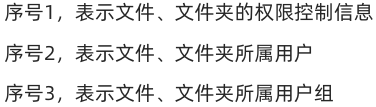 序号1，表示文件、文件夹的权限控制信息
序号2，表示文件、文件夹所属用户
序号3，表示文件、文件夹所属用户组